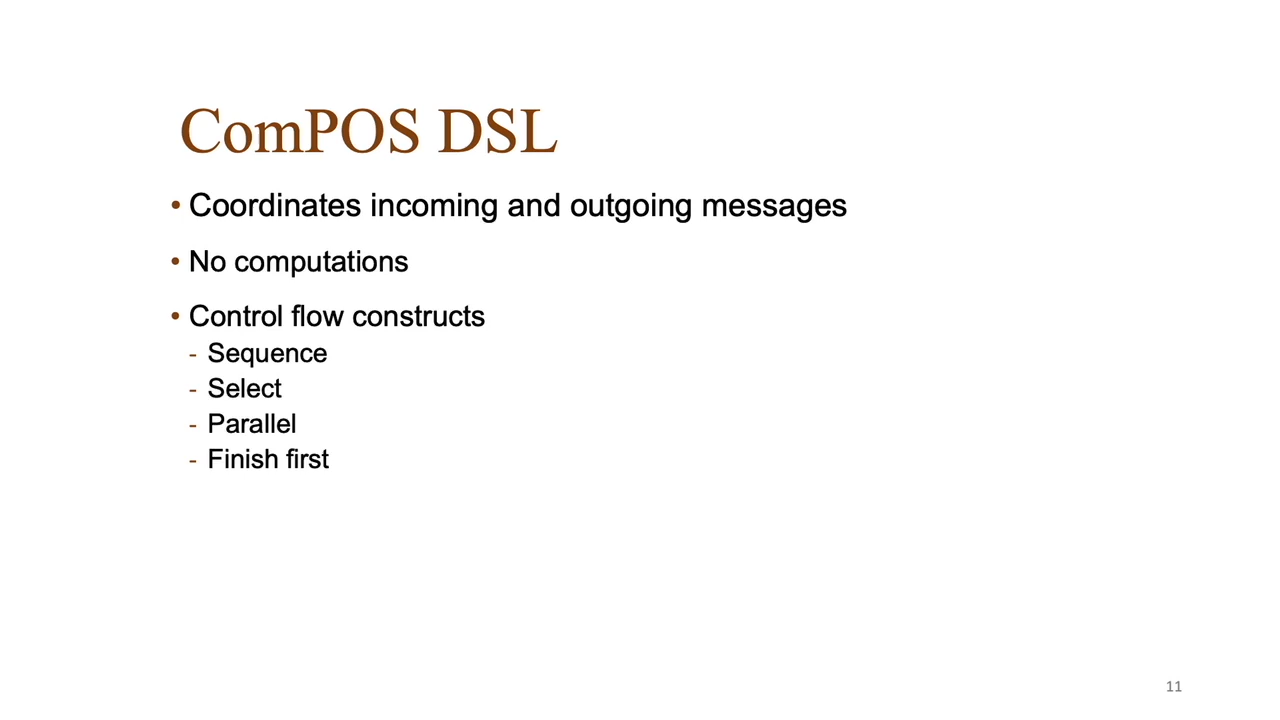 ComPOS DSL
• Coordinates incoming and outgoing messages
• No computations
• Control flow constructs
- Sequence
- Select
- Parallel
- Finish first
11